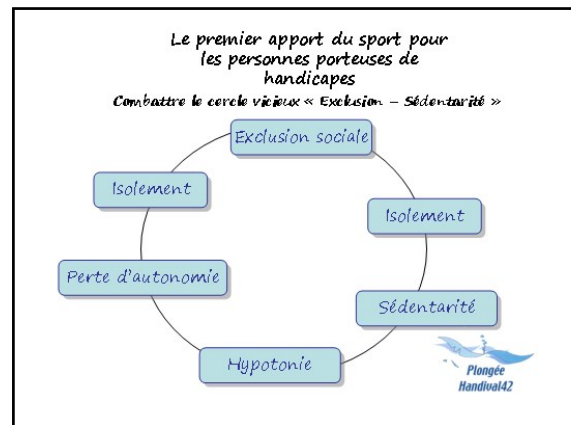 Le premier apport du sport pour
les personnes porteuses de
handicapes
Combattre le cercle vicieux « Exclusion – Sédentarité »
Exclusion sociale
Isolement
Isolement
Perte d'autonomie
Sédentarité
Hypotonie
Plongée
Handival42